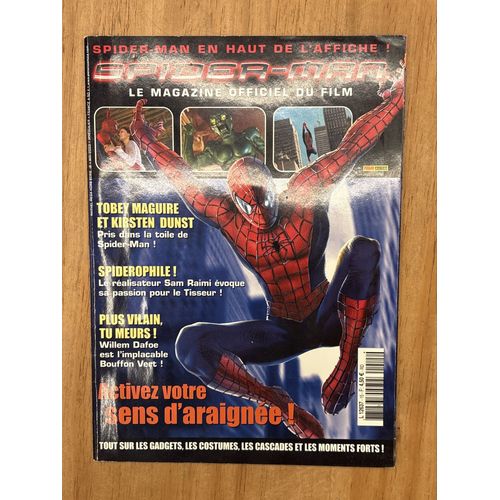 SPIDER-MAN EN HAUT DE L'AFFICHE !
SPIDER-MAN
LE MAGAZINE OFFICIEL DU FILM
TOBEY MAGUIRE
ET KIRSTEN DUNST
Pris dans la toile de
Spider-Man !
SPIDEROPHILE !
Le réalisateur Sam Raimi évoque
sa passion pour le Tisseur !
PLUS VILAIN,
TU MEURS !
Willem Dafoe
est l'implacable
Bouffon Vert !
Activez votre
sens d'araignée !
TOUT SUR LES GADGETS, LES COSTUMES, LES CASCADES ET LES MOMENTS FORTS !